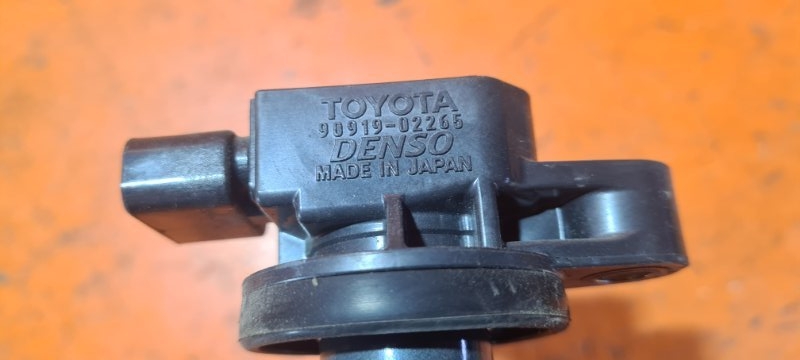 TOYOTA
90919-02265
DENSO
MADE IN JAPAN